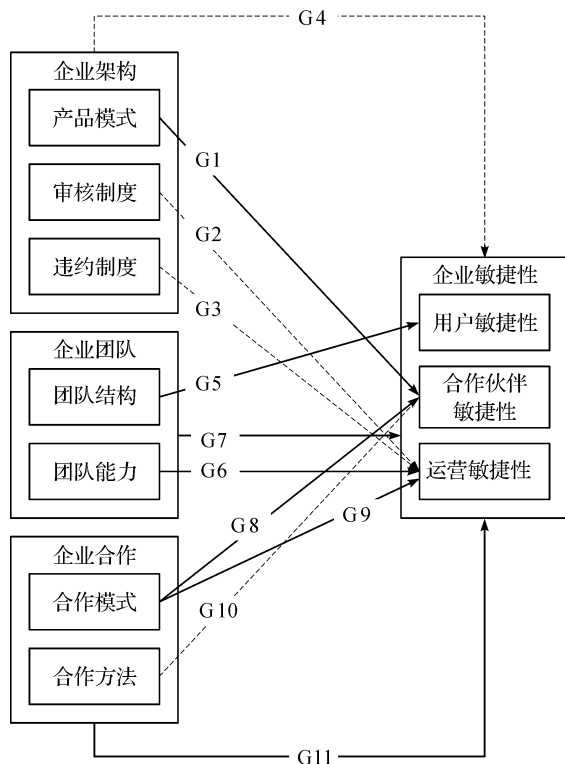 G4
企业架构
产品模式
G1
审核制度
G2
违约制度
G3
企业敏捷性
用户敏捷性
合作伙伴
敏捷性
运营敏捷性
企业团队
团队结构
G5
G7
团队能力
G6
G8
G9
企业合作
合作模式
G10
合作方法
G11